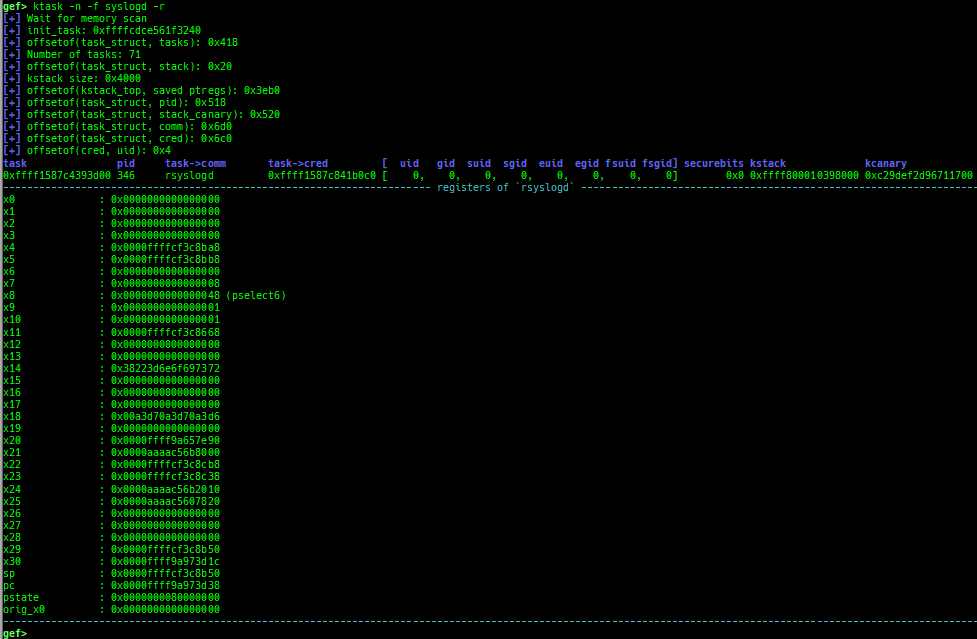 gef> ktask -n -f syslogd -r
[+] Wait for memory scan
[+] init_task: 0xffffcdce561f3240
[+] offsetof(task_struct, tasks): 0x418
[+] Number of tasks: 71
[+] offsetof(task_struct, stack): 0x20
[+] kstack size: 0x4000
[+] offsetof(kstack_top, saved ptregs): 0x3eb0
[+] offsetof(task_struct, pid): 0x518
[+] offsetof(task_struct, stack_canary): 0x520
[+] offsetof(task_struct, comm): 0x6d0
[+] offsetof(task_struct, cred): 0x6c0
[+] offsetof(cred, uid): 0x4
task pid task->comm task->cred [ uid gid suid sgid euid egid fsuid fsgid] securebits kstack kcanary
0xffff1587c4393d00 346 rsyslogd 0xffff1587c841b0c0 [ 0, 0, 0, 0, 0, 0, 0, 0] 0x0 0xffff800010398000 0xc29def2d96711700
registers of `rsyslogd`
x0 : 0x0000000000000000
x1 : 0x0000000000000000
x2 : 0x0000000000000000
x3 : 0x0000000000000000
x4 : 0x0000ffffcf3c8ba8
x5 : 0x0000ffffcf3c8bb8
x6 : 0x0000000000000000
x7 : 0x0000000000000008
x8 : 0x0000000000000048 (pselect6)
x9 : 0x0000000000000001
x10 : 0x0000000000000001
x11 : 0x0000ffffcf3c8668
x12 : 0x0000000000000000
x13 : 0x0000000000000000
x14 : 0x38223d6e6f697372
x15 : 0x0000000000000000
x16 : 0x0000000000000000
x17 : 0x0000000000000000
x18 : 0x00a3d70a3d70a3d6
x19 : 0x0000000000000000
x20 : 0x0000ffff9a657e90
x21 : 0x0000aaaac56b8000
x22 : 0x0000ffffcf3c8cb8
x23 : 0x0000ffffcf3c8c38
x24 : 0x0000aaaac56b2010
x25 : 0x0000aaaac5607820
x26 : 0x0000000000000000
x27 : 0x0000000000000000
x28 : 0x0000000000000000
x29 : 0x0000ffffcf3c8b50
x30 : 0x0000ffff9a973d1c
sp : 0x0000ffffcf3c8b50
pc : 0x0000ffff9a973d38
pstate : 0x0000000080000000
orig_x0 : 0x0000000000000000
gef>